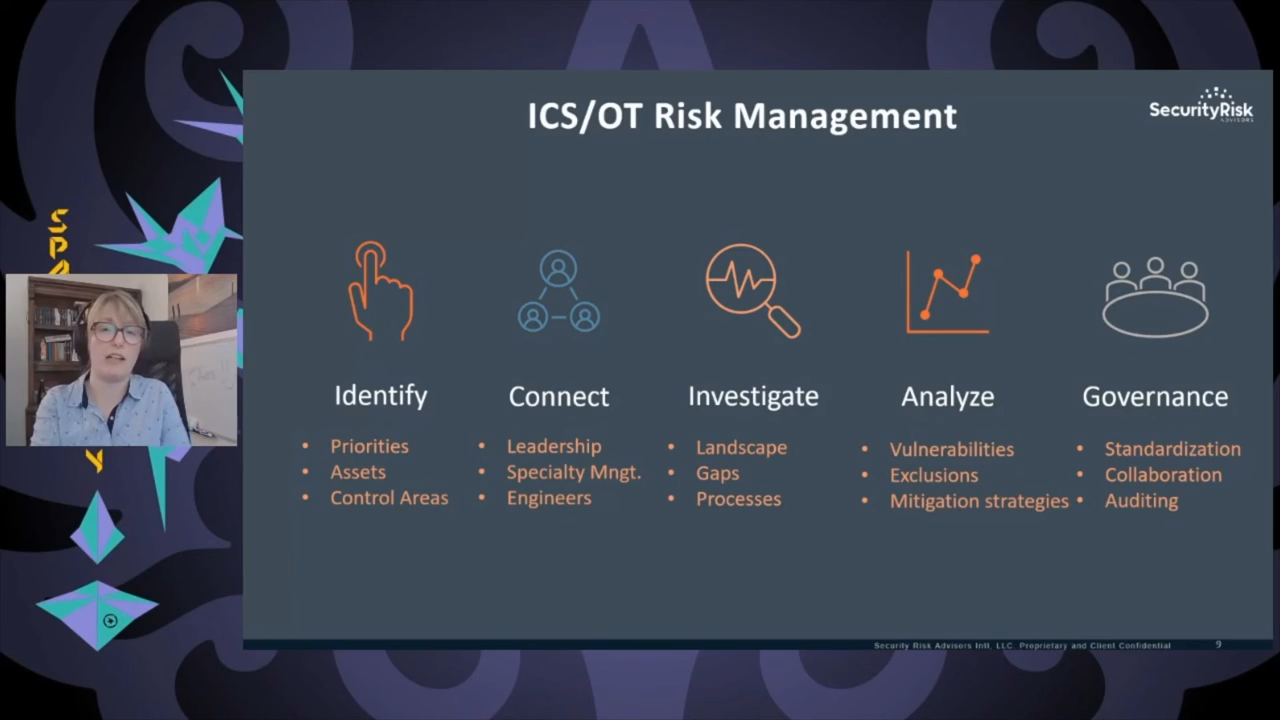 ICS/OT Risk Management
SecurityRisk
ADVISORS
Identify
• Priorities
• Assets
• Control Areas
Connect
• Leadership
• Specialty Mngt.
• Engineers
Investigate
• Landscape
• Gaps
• Processes
Analyze
• Vulnerabilities
• Exclusions
• Mitigation strategies
Governance
• Standardization
• Collaboration
• Auditing
Security Risk Advisors Intl, LLC. Proprietary and Client Confidential
9